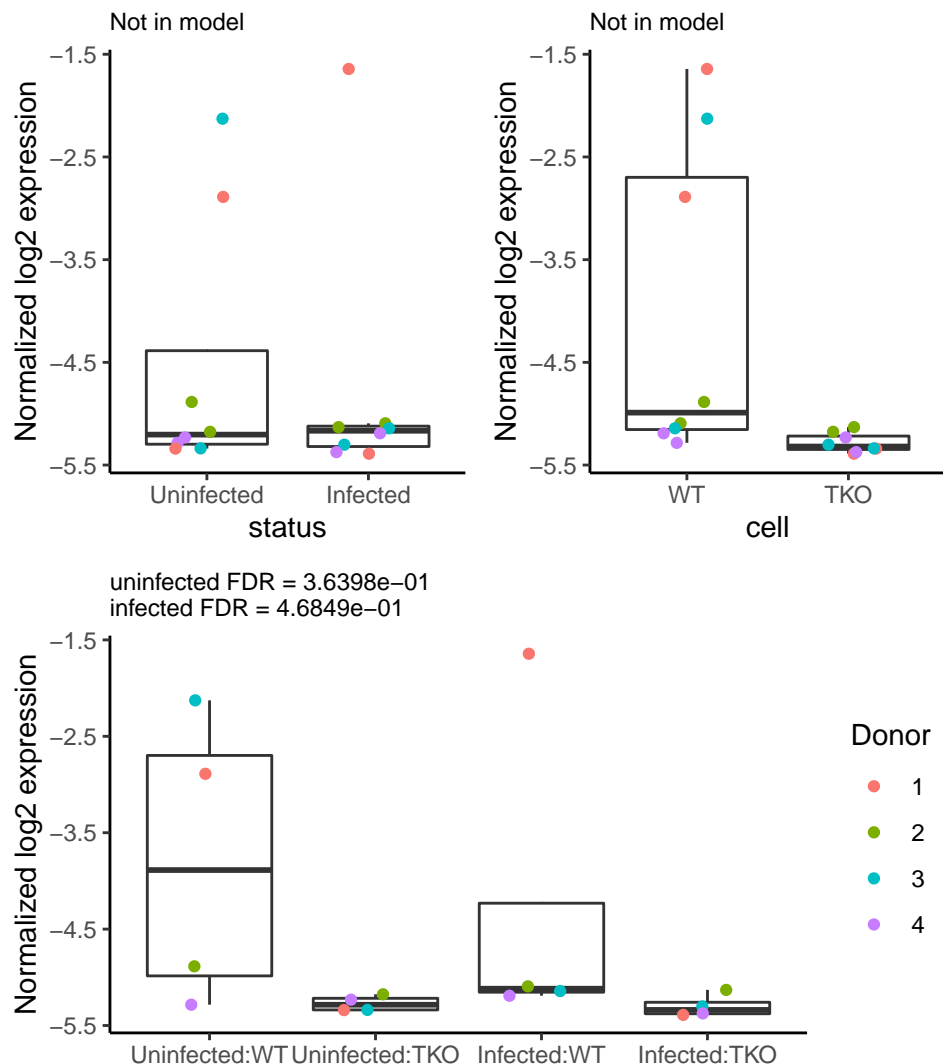 Not in model
Normalized log2 expression
−1.5
−2.5
−3.5
−4.5
−5.5
Uninfected
Infected
status
Not in model
Normalized log2 expression
−1.5
−2.5
−3.5
−4.5
−5.5
WT
TKO
cell
uninfected FDR = 3.6398e−01
infected FDR = 4.6849e−01
Normalized log2 expression
−1.5
−2.5
−3.5
−4.5
−5.5
Uninfected:WT
Uninfected:TKO
Infected:WT
Infected:TKO
Donor
1
2
3
4